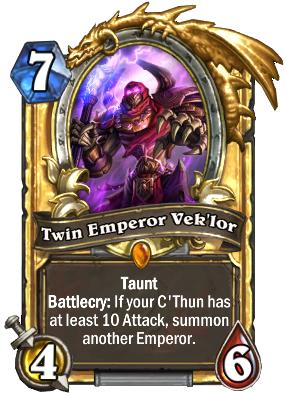 7
Twin Emperor Vek'lor
Taunt
Battlecry: If your C'Thun has
at least 10 Attack, summon
another Emperor.
4
6